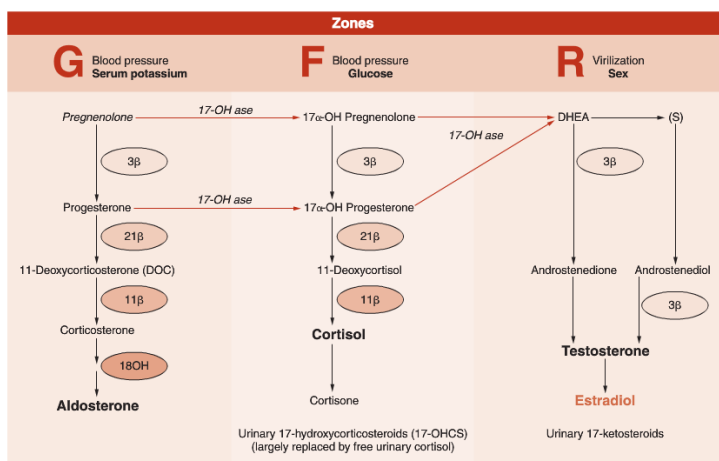 Zones
G Blood pressure
Serum potassium
F Blood pressure
Glucose
R Virilization
Sex
Pregnenolone 17-OH ase 17α-OH Pregnenolone DHEA (S)
17-OH ase
3β 3β 3β
Progesterone 17-OH ase 17α-OH Progesterone
21β 21β
11-Deoxycorticosterone (DOC) 11-Deoxycortisol Androstenedione Androstenediol
11β 11β 3β
Corticosterone Cortisol
Testosterone
18OH
Aldosterone Cortisone Estradiol
Urinary 17-hydroxycorticosteroids (17-OHCS)
(largely replaced by free urinary cortisol)
Urinary 17-ketosteroids